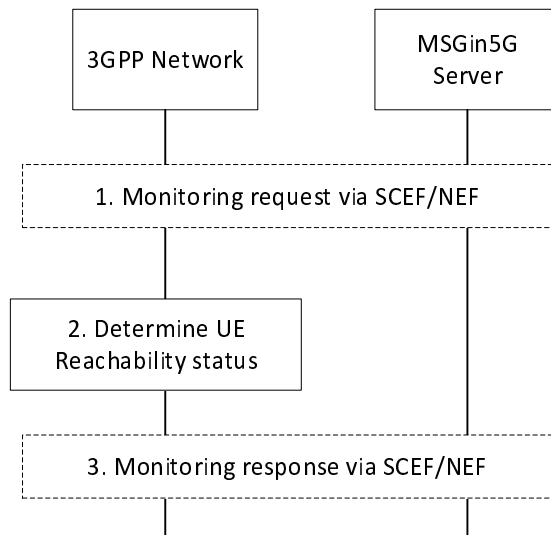 3GPP Network
MSGin5G
Server
1. Monitoring request via SCEF/NEF
2. Determine UE
Reachability status
3. Monitoring response via SCEF/NEF